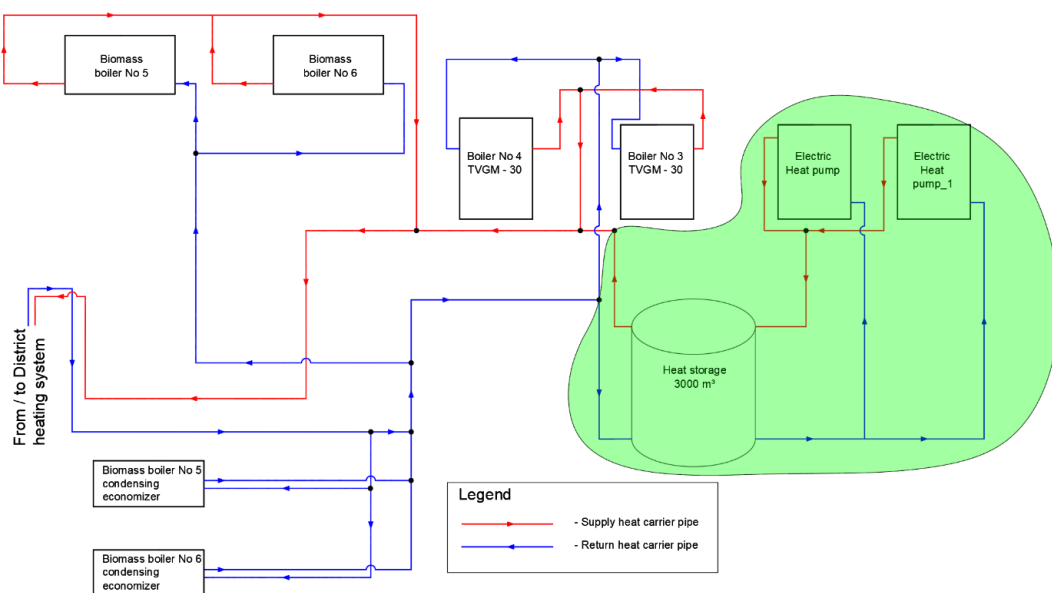 Biomass
boiler No 5
Biomass
boiler No 6
Boiler No 4
TVGM - 30
Boiler No 3
TVGM - 30
Electric
Heat pump
Electric
Heat
pump_1
From / to District
heating system
Heat storage
3000 m³
Biomass boiler No 5
condensing
economizer
Biomass boiler No 6
condensing
economizer
Legend
- Supply heat carrier pipe
- Return heat carrier pipe